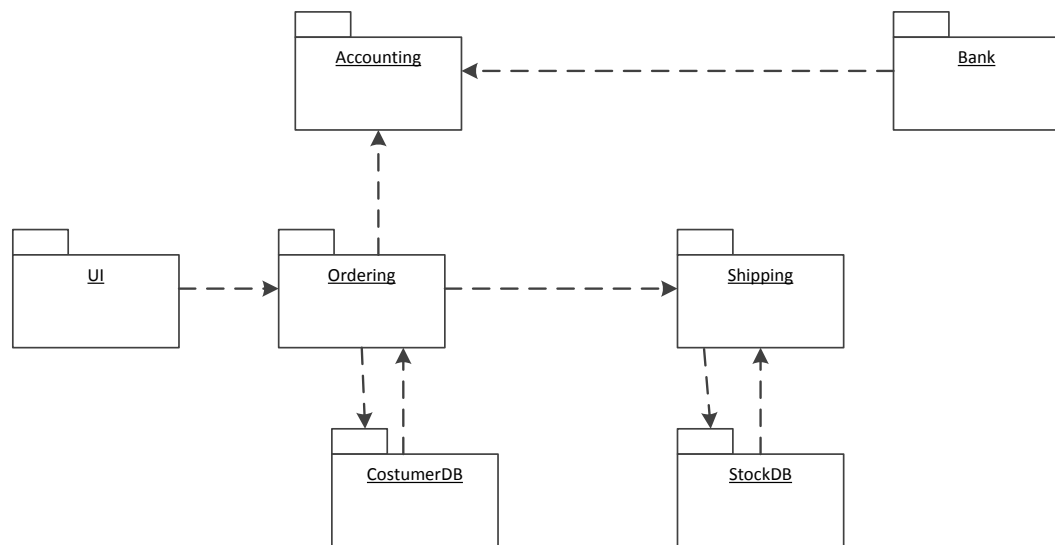 Accounting
Bank
UI
Ordering
Shipping
CostumerDB
StockDB